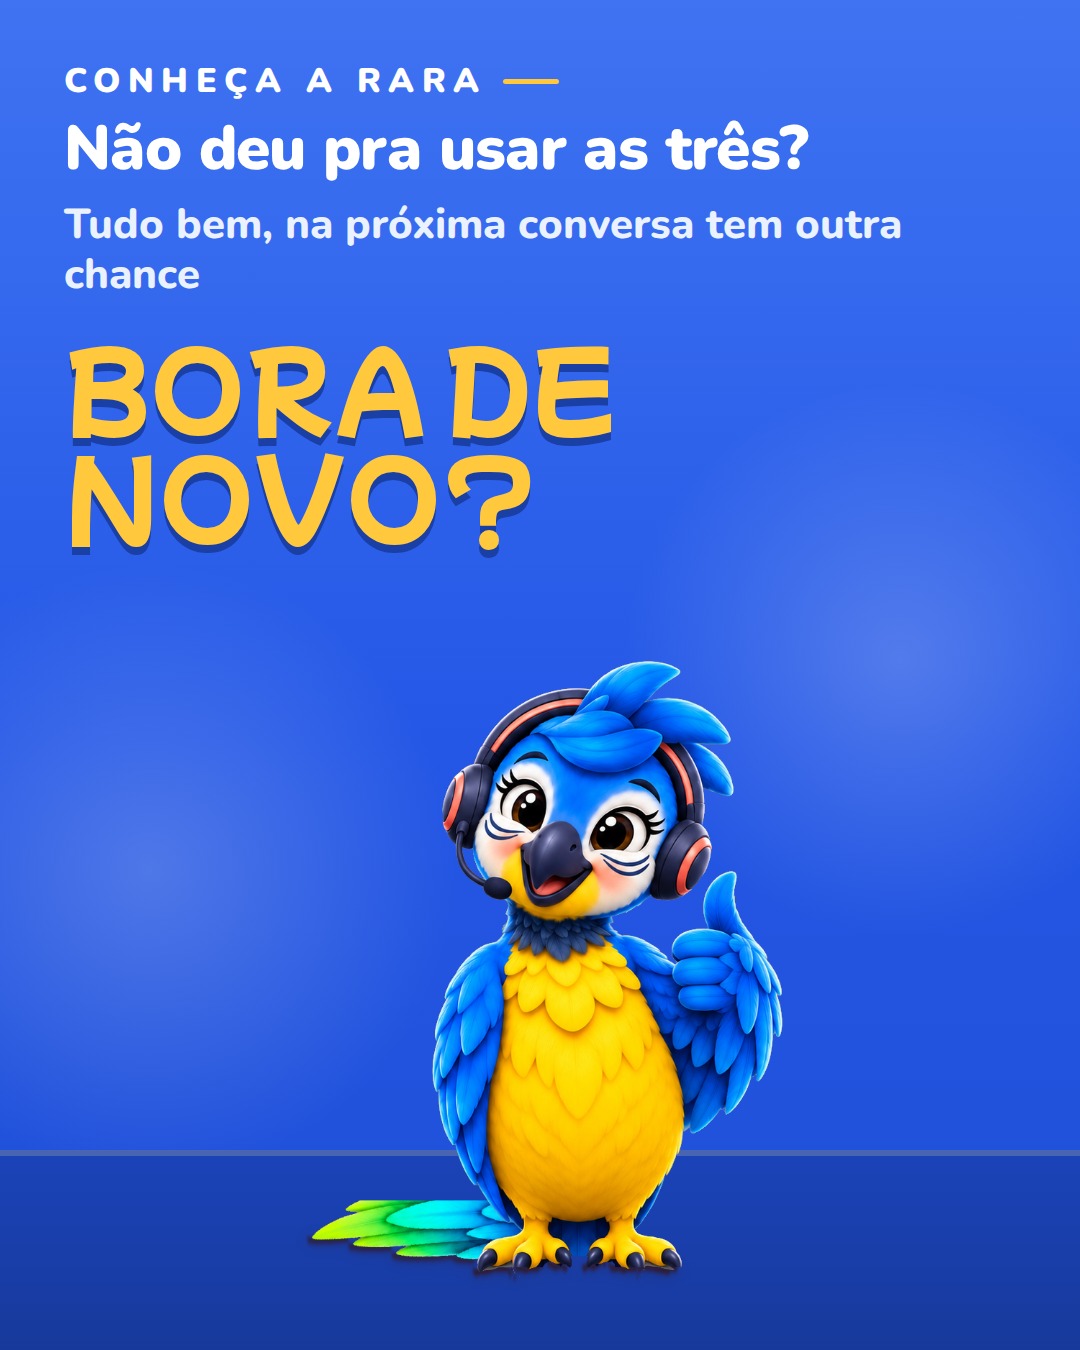 CONHEÇA A RARA
Não deu pra usar as três?
Tudo bem, na próxima conversa tem outra
chance
BORA DE
NOVO?